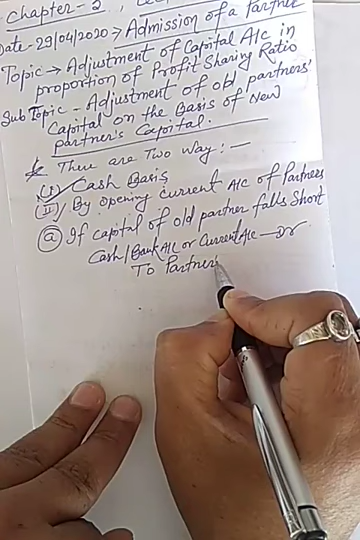 Chapter-2,
Date-29/04/2020 → Admission of a Partner
Topic → Adjustment of Capital A/c in
proportion of Profit Sharing Ratio
Sub Topic - Adjustment of old partners'
Capital on the Basis of New
Partner's Capital.
There are Two way:-
(I) Cash Basis
(II) By opening current A/c of Partners
(a) If capital of old partner falls Short
Cash/Bank A/c or Current A/c — Dr
To Partners